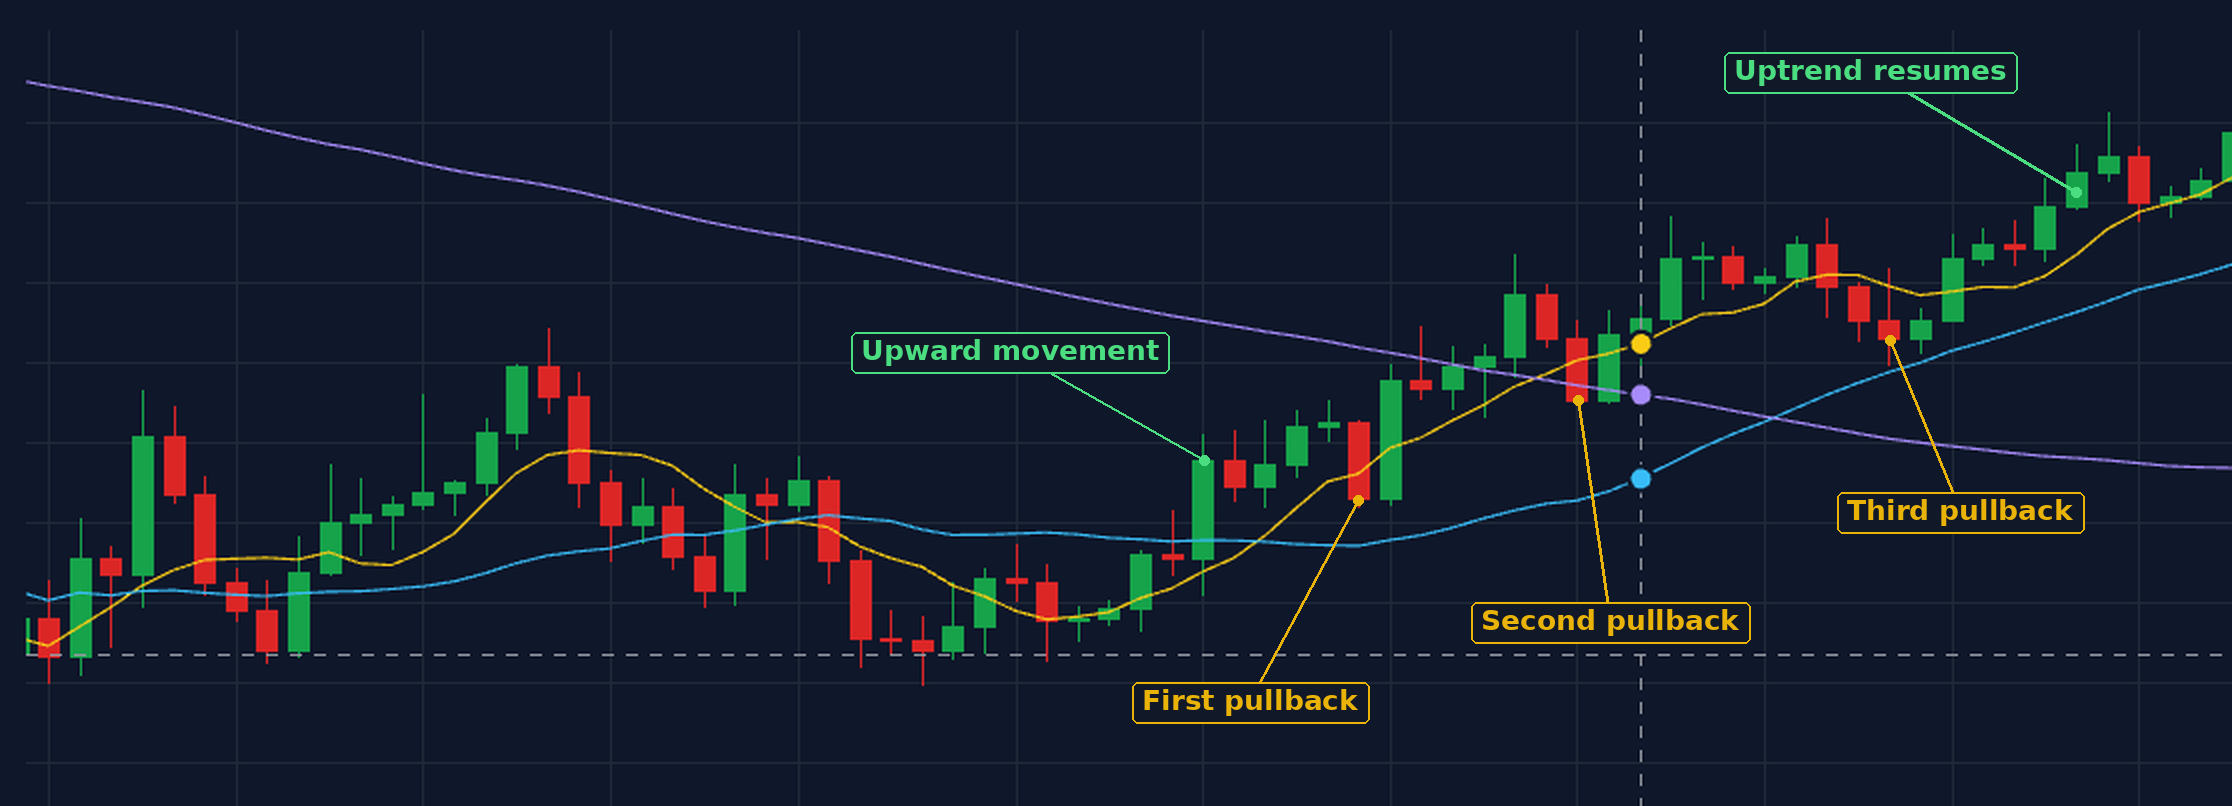 Uptrend resumes
Upward movement
Third pullback
Second pullback
First pullback